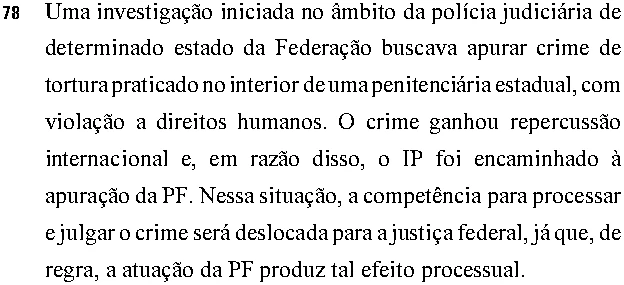 78 Uma investigação iniciada no âmbito da polícia judiciária de
determinado estado da Federação buscava apurar crime de
tortura praticado no interior de uma penitenciária estadual, com
violação a direitos humanos. O crime ganhou repercussão
internacional e, em razão disso, o IP foi encaminhado à
apuração da PF. Nessa situação, a competência para processar
e julgar o crime será deslocada para a justiça federal, já que, de
regra, a atuação da PF produz tal efeito processual.